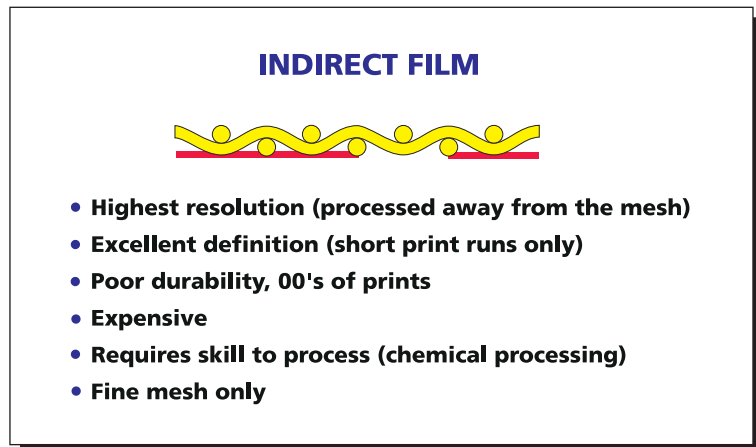 INDIRECT FILM
• Highest resolution (processed away from the mesh)
• Excellent definition (short print runs only)
• Poor durability, 00's of prints
• Expensive
• Requires skill to process (chemical processing)
• Fine mesh only